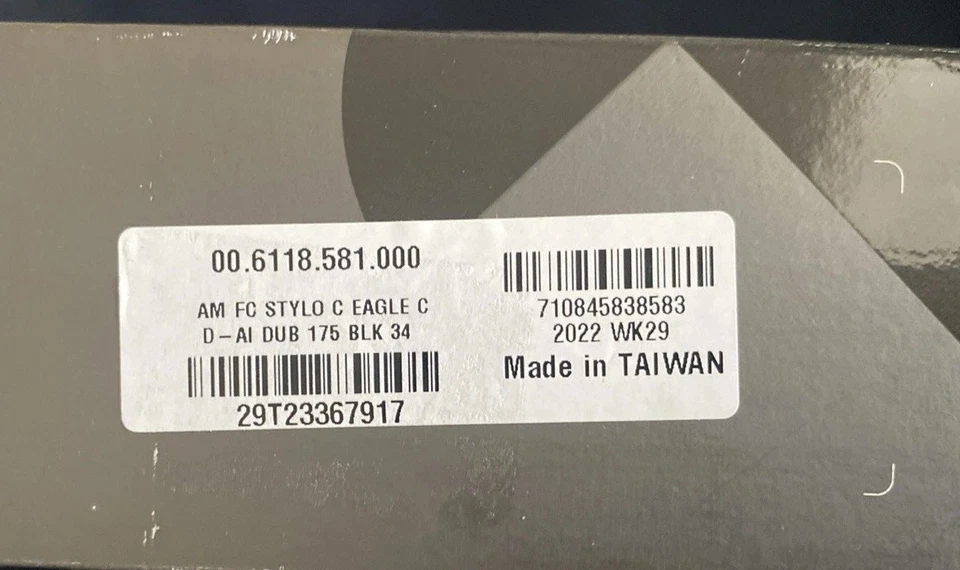 00.6118.581.000
AM FC STYLO C EAGLE C
D-AI DUB 175 BLK 34
29T23367917
710845838583
2022 WK29
Made in TAIWAN